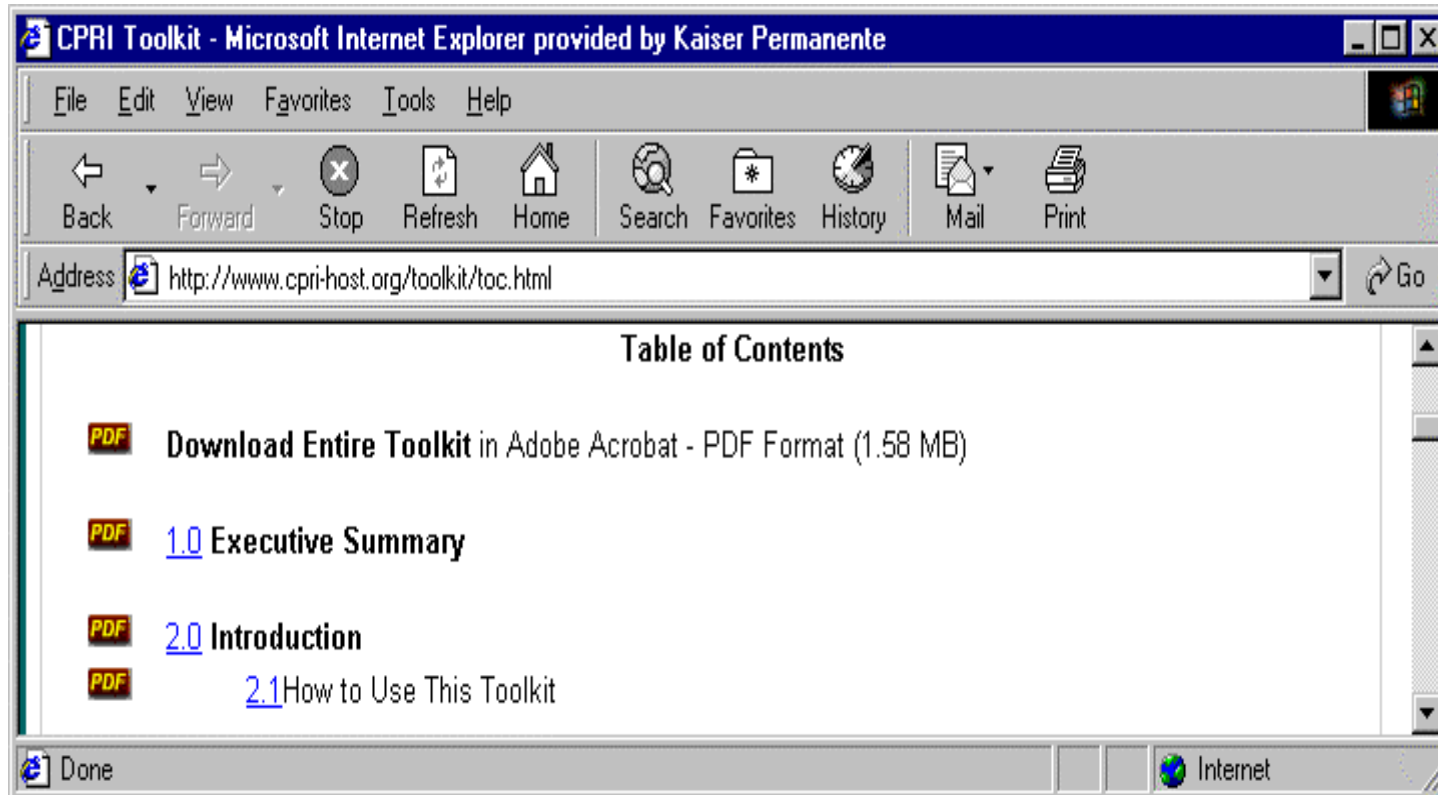 CPRI Toolkit - Microsoft Internet Explorer provided by Kaiser Permanente
File Edit View Favorites Tools Help
Back Forward Stop Refresh Home Search Favorites History Mail Print
Address http://www.cpri-host.org/toolkit/toc.html Go
Table of Contents
PDF Download Entire Toolkit in Adobe Acrobat - PDF Format (1.58 MB)
PDF 1.0 Executive Summary
PDF 2.0 Introduction
PDF 2.1How to Use This Toolkit
Done Internet